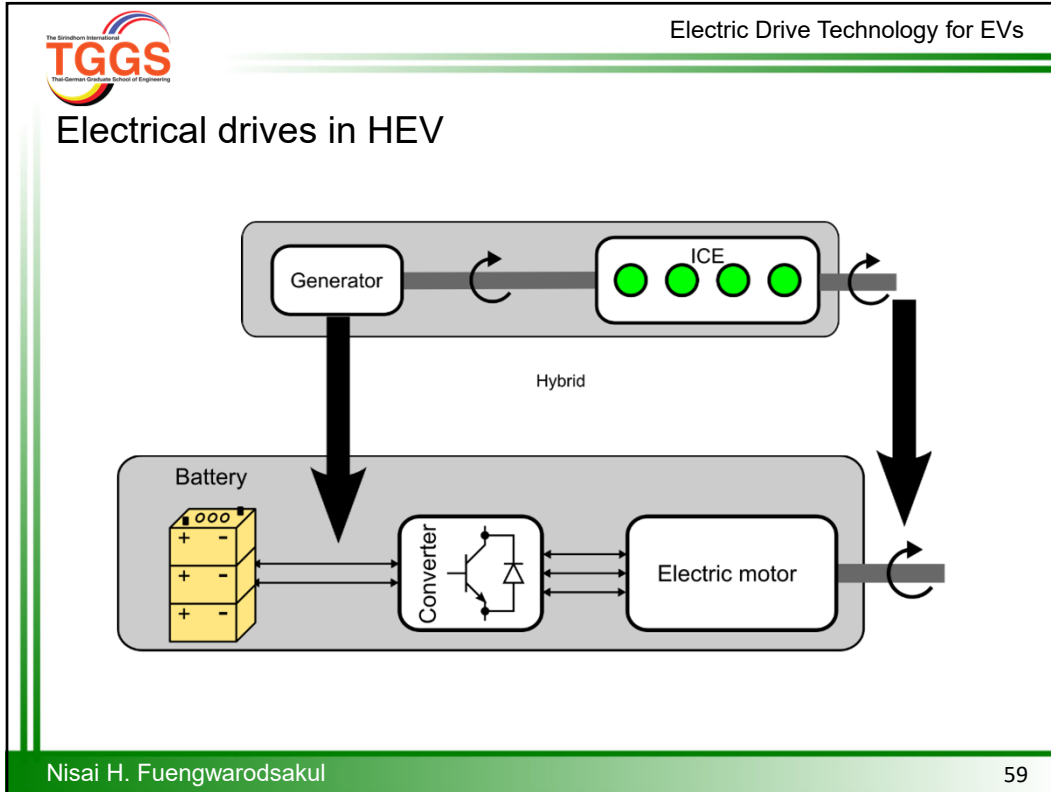 Electric Drive Technology for EVs
The Sirindhorn International
TGGS
Thai-German Graduate School of Engineering
Electrical drives in HEV
Generator
ICE
Hybrid
Battery
+ -
+ -
+ -
Converter
Electric motor
Nisai H. Fuengwarodsakul
59